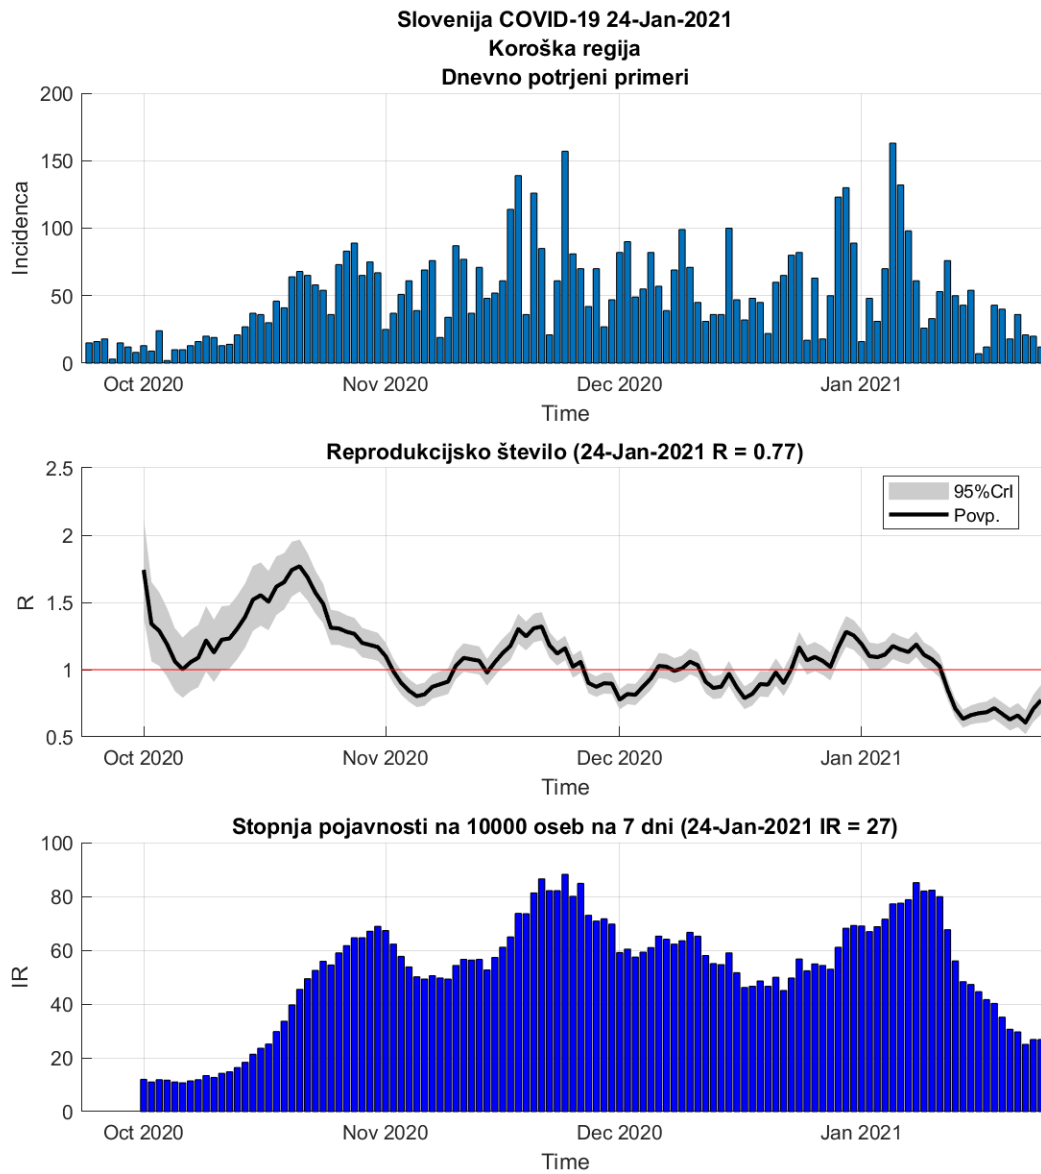 Slovenija COVID-19 24-Jan-2021
Koroška regija
Dnevno potrjeni primeri
200
150
100
50
0
Incidenca
Oct 2020
Nov 2020
Dec 2020
Jan 2021
Time
Reprodukcijsko število (24-Jan-2021 R = 0.77)
2.5
2
1.5
1
0.5
R
95%CrI
Povp.
Oct 2020
Nov 2020
Dec 2020
Jan 2021
Time
Stopnja pojavnosti na 10000 oseb na 7 dni (24-Jan-2021 IR = 27)
100
80
60
40
20
0
IR
Oct 2020
Nov 2020
Dec 2020
Jan 2021
Time